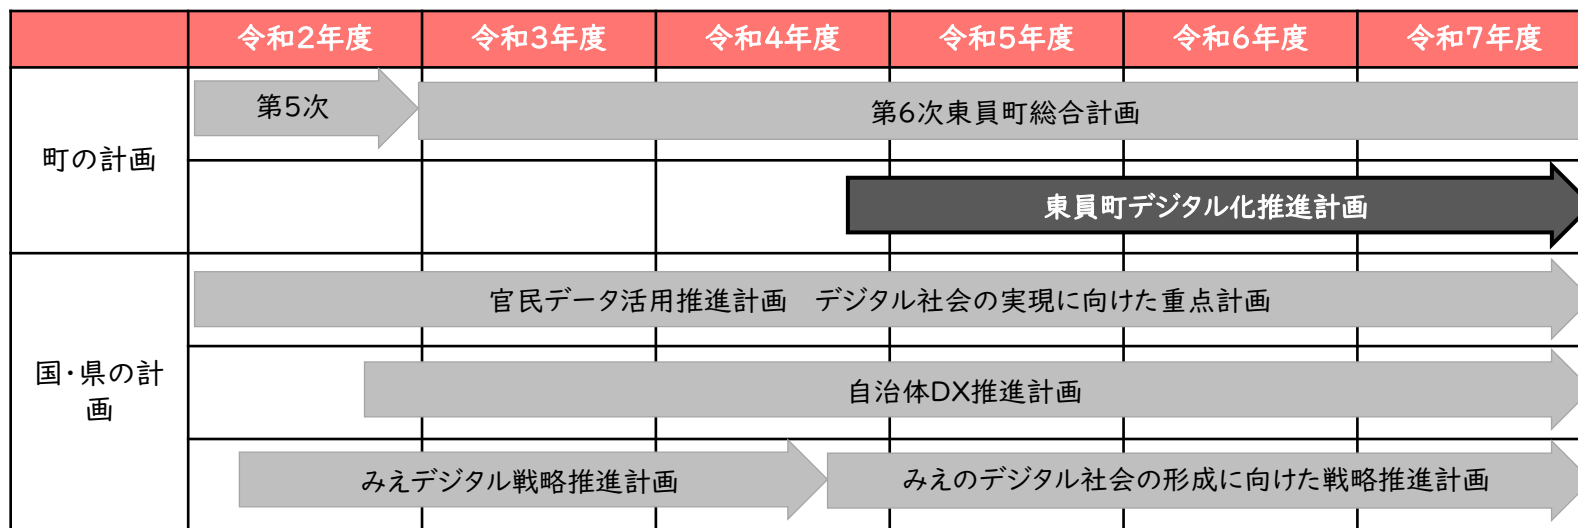 令和2年度 令和3年度 令和4年度 令和5年度 令和6年度 令和7年度
町の計画
第5次
第6次東員町総合計画
東員町デジタル化推進計画
国・県の計
画
官民データ活用推進計画　デジタル社会の実現に向けた重点計画
自治体DX推進計画
みえデジタル戦略推進計画
みえのデジタル社会の形成に向けた戦略推進計画